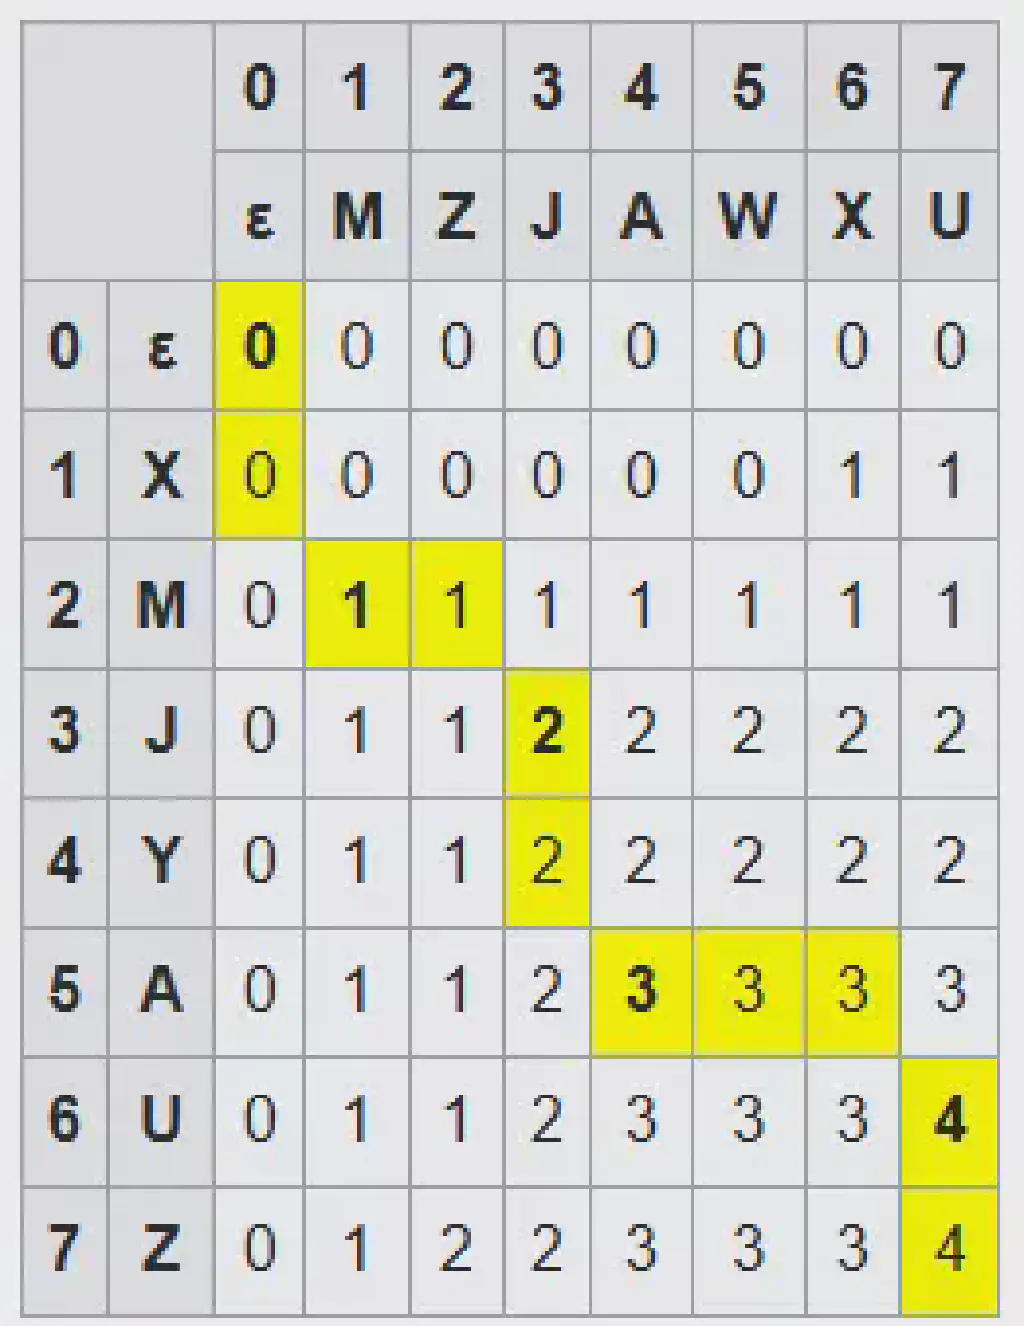 0 1 2 3 4 5 6 7
ε M Z J A W X U
0 ε 0 0 0 0 0 0 0 0
1 X 0 0 0 0 0 0 1 1
2 M 0 1 1 1 1 1 1 1
3 J 0 1 1 2 2 2 2 2
4 Y 0 1 1 2 2 2 2 2
5 A 0 1 1 2 3 3 3 3
6 U 0 1 1 2 3 3 3 4
7 Z 0 1 2 2 3 3 3 4